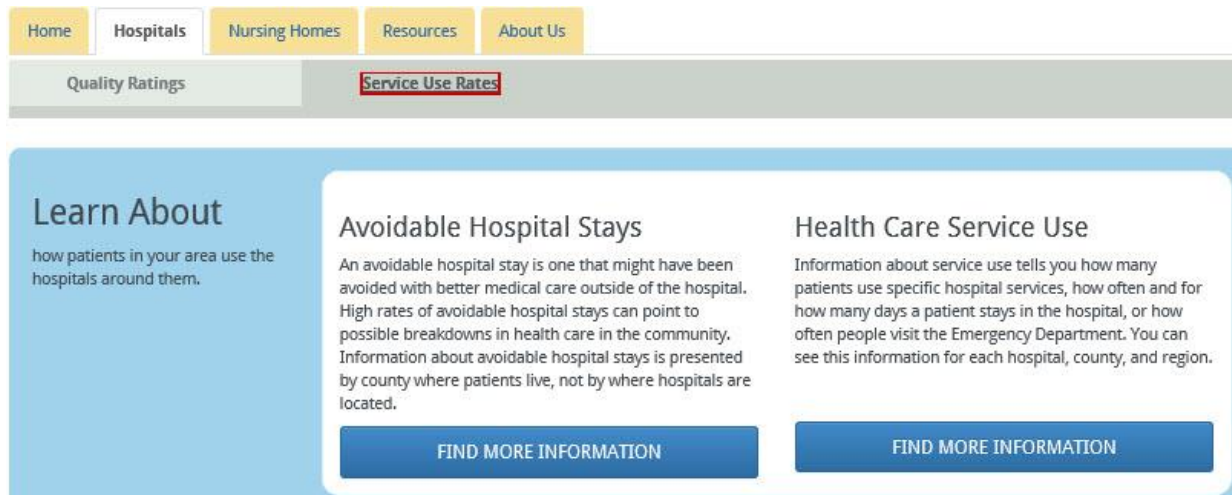 Home Hospitals Nursing Homes Resources About Us
Quality Ratings Service Use Rates
Learn About
how patients in your area use the
hospitals around them.
Avoidable Hospital Stays
An avoidable hospital stay is one that might have been
avoided with better medical care outside of the hospital.
High rates of avoidable hospital stays can point to
possible breakdowns in health care in the community.
Information about avoidable hospital stays is presented
by county where patients live, not by where hospitals are
located.
FIND MORE INFORMATION
Health Care Service Use
Information about service use tells you how many
patients use specific hospital services, how often and for
how many days a patient stays in the hospital, or how
often people visit the Emergency Department. You can
see this information for each hospital, county, and region.
FIND MORE INFORMATION